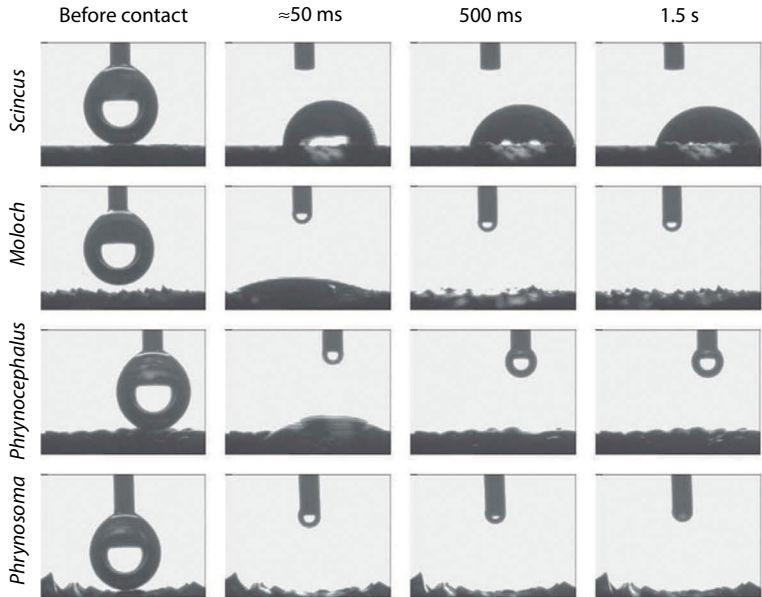 Before contact ≈50 ms 500 ms 1.5 s
Scincus
Moloch
Phrynocephalus
Phrynosoma